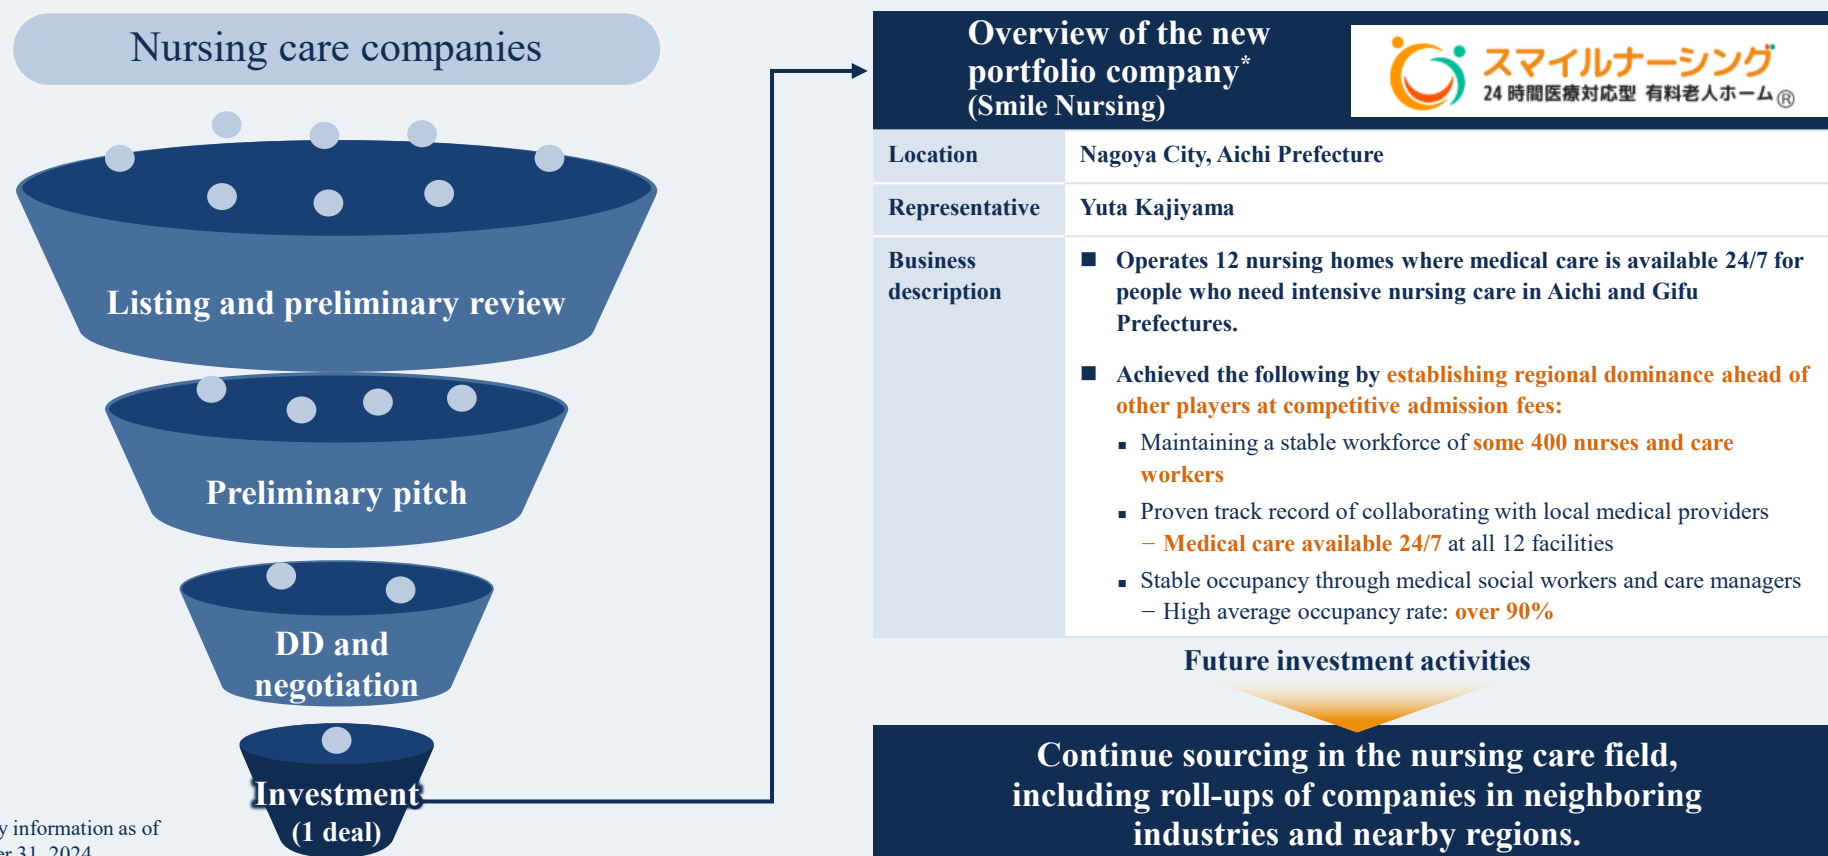 Nursing care companies
Listing and preliminary review
Preliminary pitch
DD and
negotiation
Investment
(1 deal)
y information as of
er 31, 2024
Overview of the new
portfolio company*
(Smile Nursing)
スマイルナーシング
24時間医療対応型 有料老人ホーム®
Location
Nagoya City, Aichi Prefecture
Representative
Yuta Kajiyama
Business
description
■ Operates 12 nursing homes where medical care is available 24/7 for
people who need intensive nursing care in Aichi and Gifu
Prefectures.
■ Achieved the following by establishing regional dominance ahead of
other players at competitive admission fees:
▪ Maintaining a stable workforce of some 400 nurses and care
workers
▪ Proven track record of collaborating with local medical providers
– Medical care available 24/7 at all 12 facilities
▪ Stable occupancy through medical social workers and care managers
– High average occupancy rate: over 90%
Future investment activities
Continue sourcing in the nursing care field,
including roll-ups of companies in neighboring
industries and nearby regions.